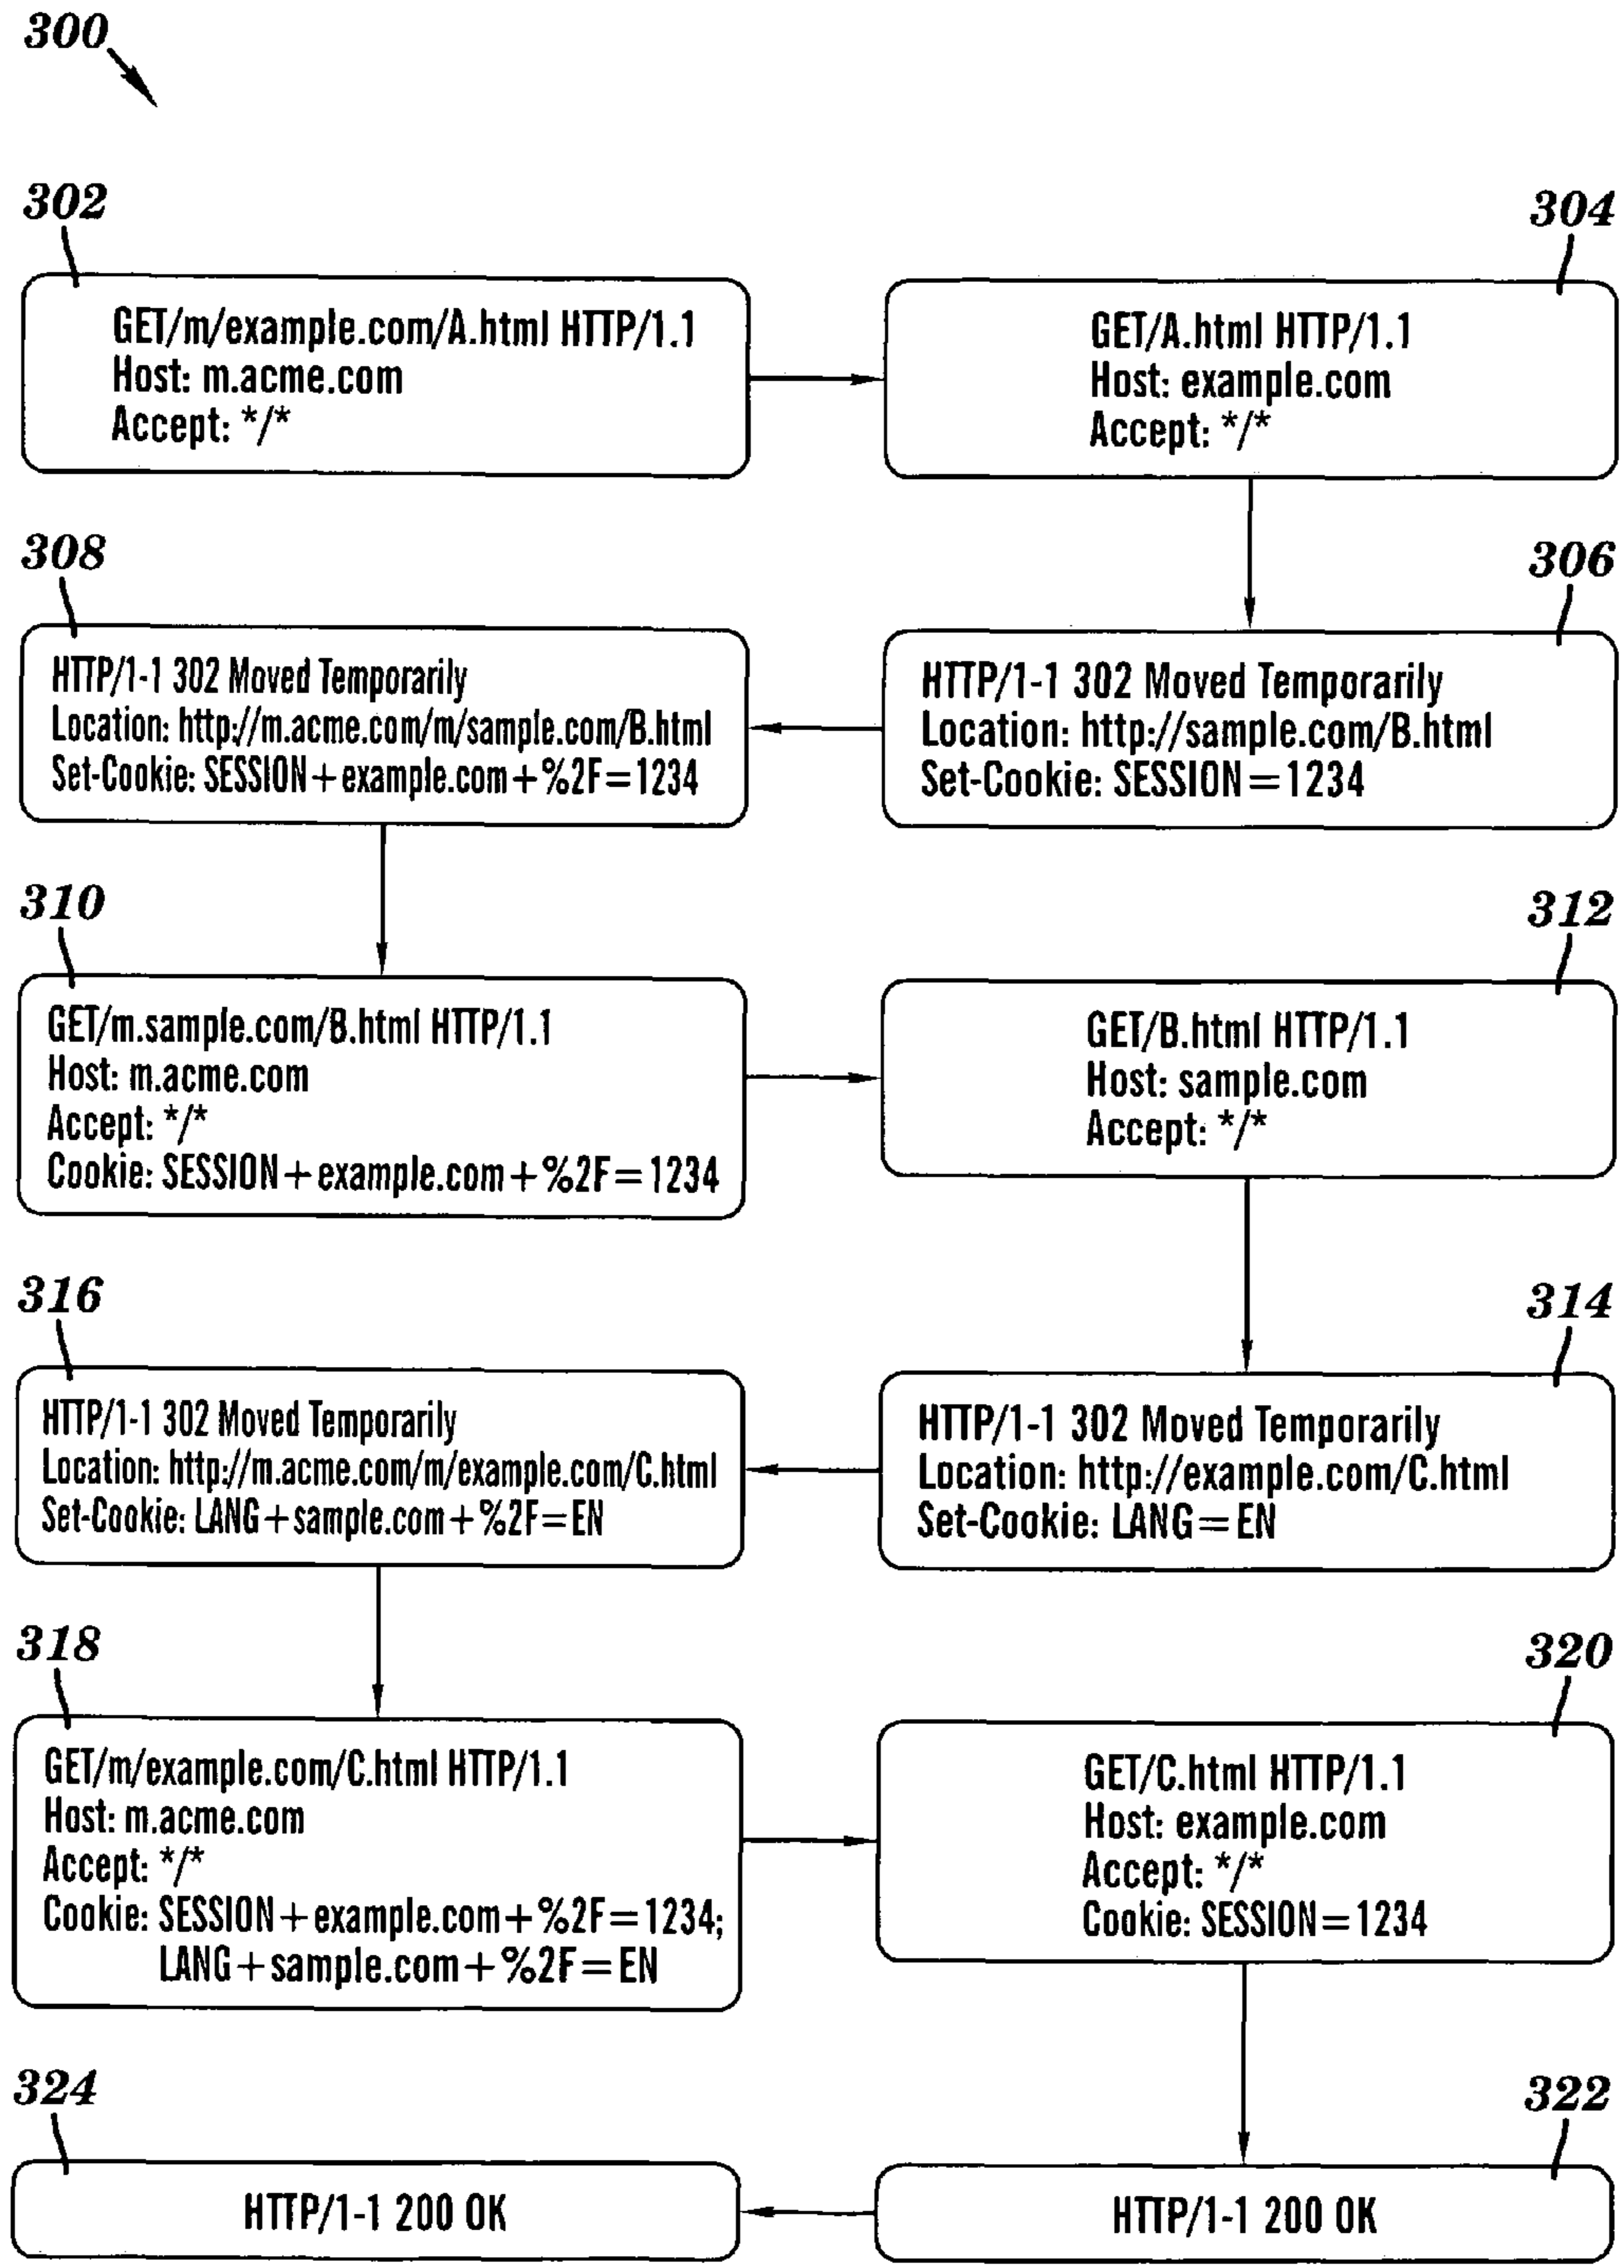 300
302
GET/m/example.com/A.html HTTP/1.1
Host: m.acme.com
Accept: */*
304
GET/A.html HTTP/1.1
Host: example.com
Accept: */*
308
HTTP/1-1 302 Moved Temporarily
Location: http://m.acme.com/m/sample.com/B.html
Set-Cookie: SESSION+example.com+%2F=1234
306
HTTP/1-1 302 Moved Temporarily
Location: http://sample.com/B.html
Set-Cookie: SESSION=1234
310
GET/m.sample.com/B.html HTTP/1.1
Host: m.acme.com
Accept: */*
Cookie: SESSION+example.com+%2F=1234
312
GET/B.html HTTP/1.1
Host: sample.com
Accept: */*
316
HTTP/1-1 302 Moved Temporarily
Location: http://m.acme.com/m/example.com/C.html
Set-Cookie: LANG+sample.com+%2F=EN
314
HTTP/1-1 302 Moved Temporarily
Location: http://example.com/C.html
Set-Cookie: LANG=EN
318
GET/m/example.com/C.html HTTP/1.1
Host: m.acme.com
Accept: */*
Cookie: SESSION+example.com+%2F=1234;
LANG+sample.com+%2F=EN
320
GET/C.html HTTP/1.1
Host: example.com
Accept: */*
Cookie: SESSION=1234
324
HTTP/1-1 200 OK
322
HTTP/1-1 200 OK